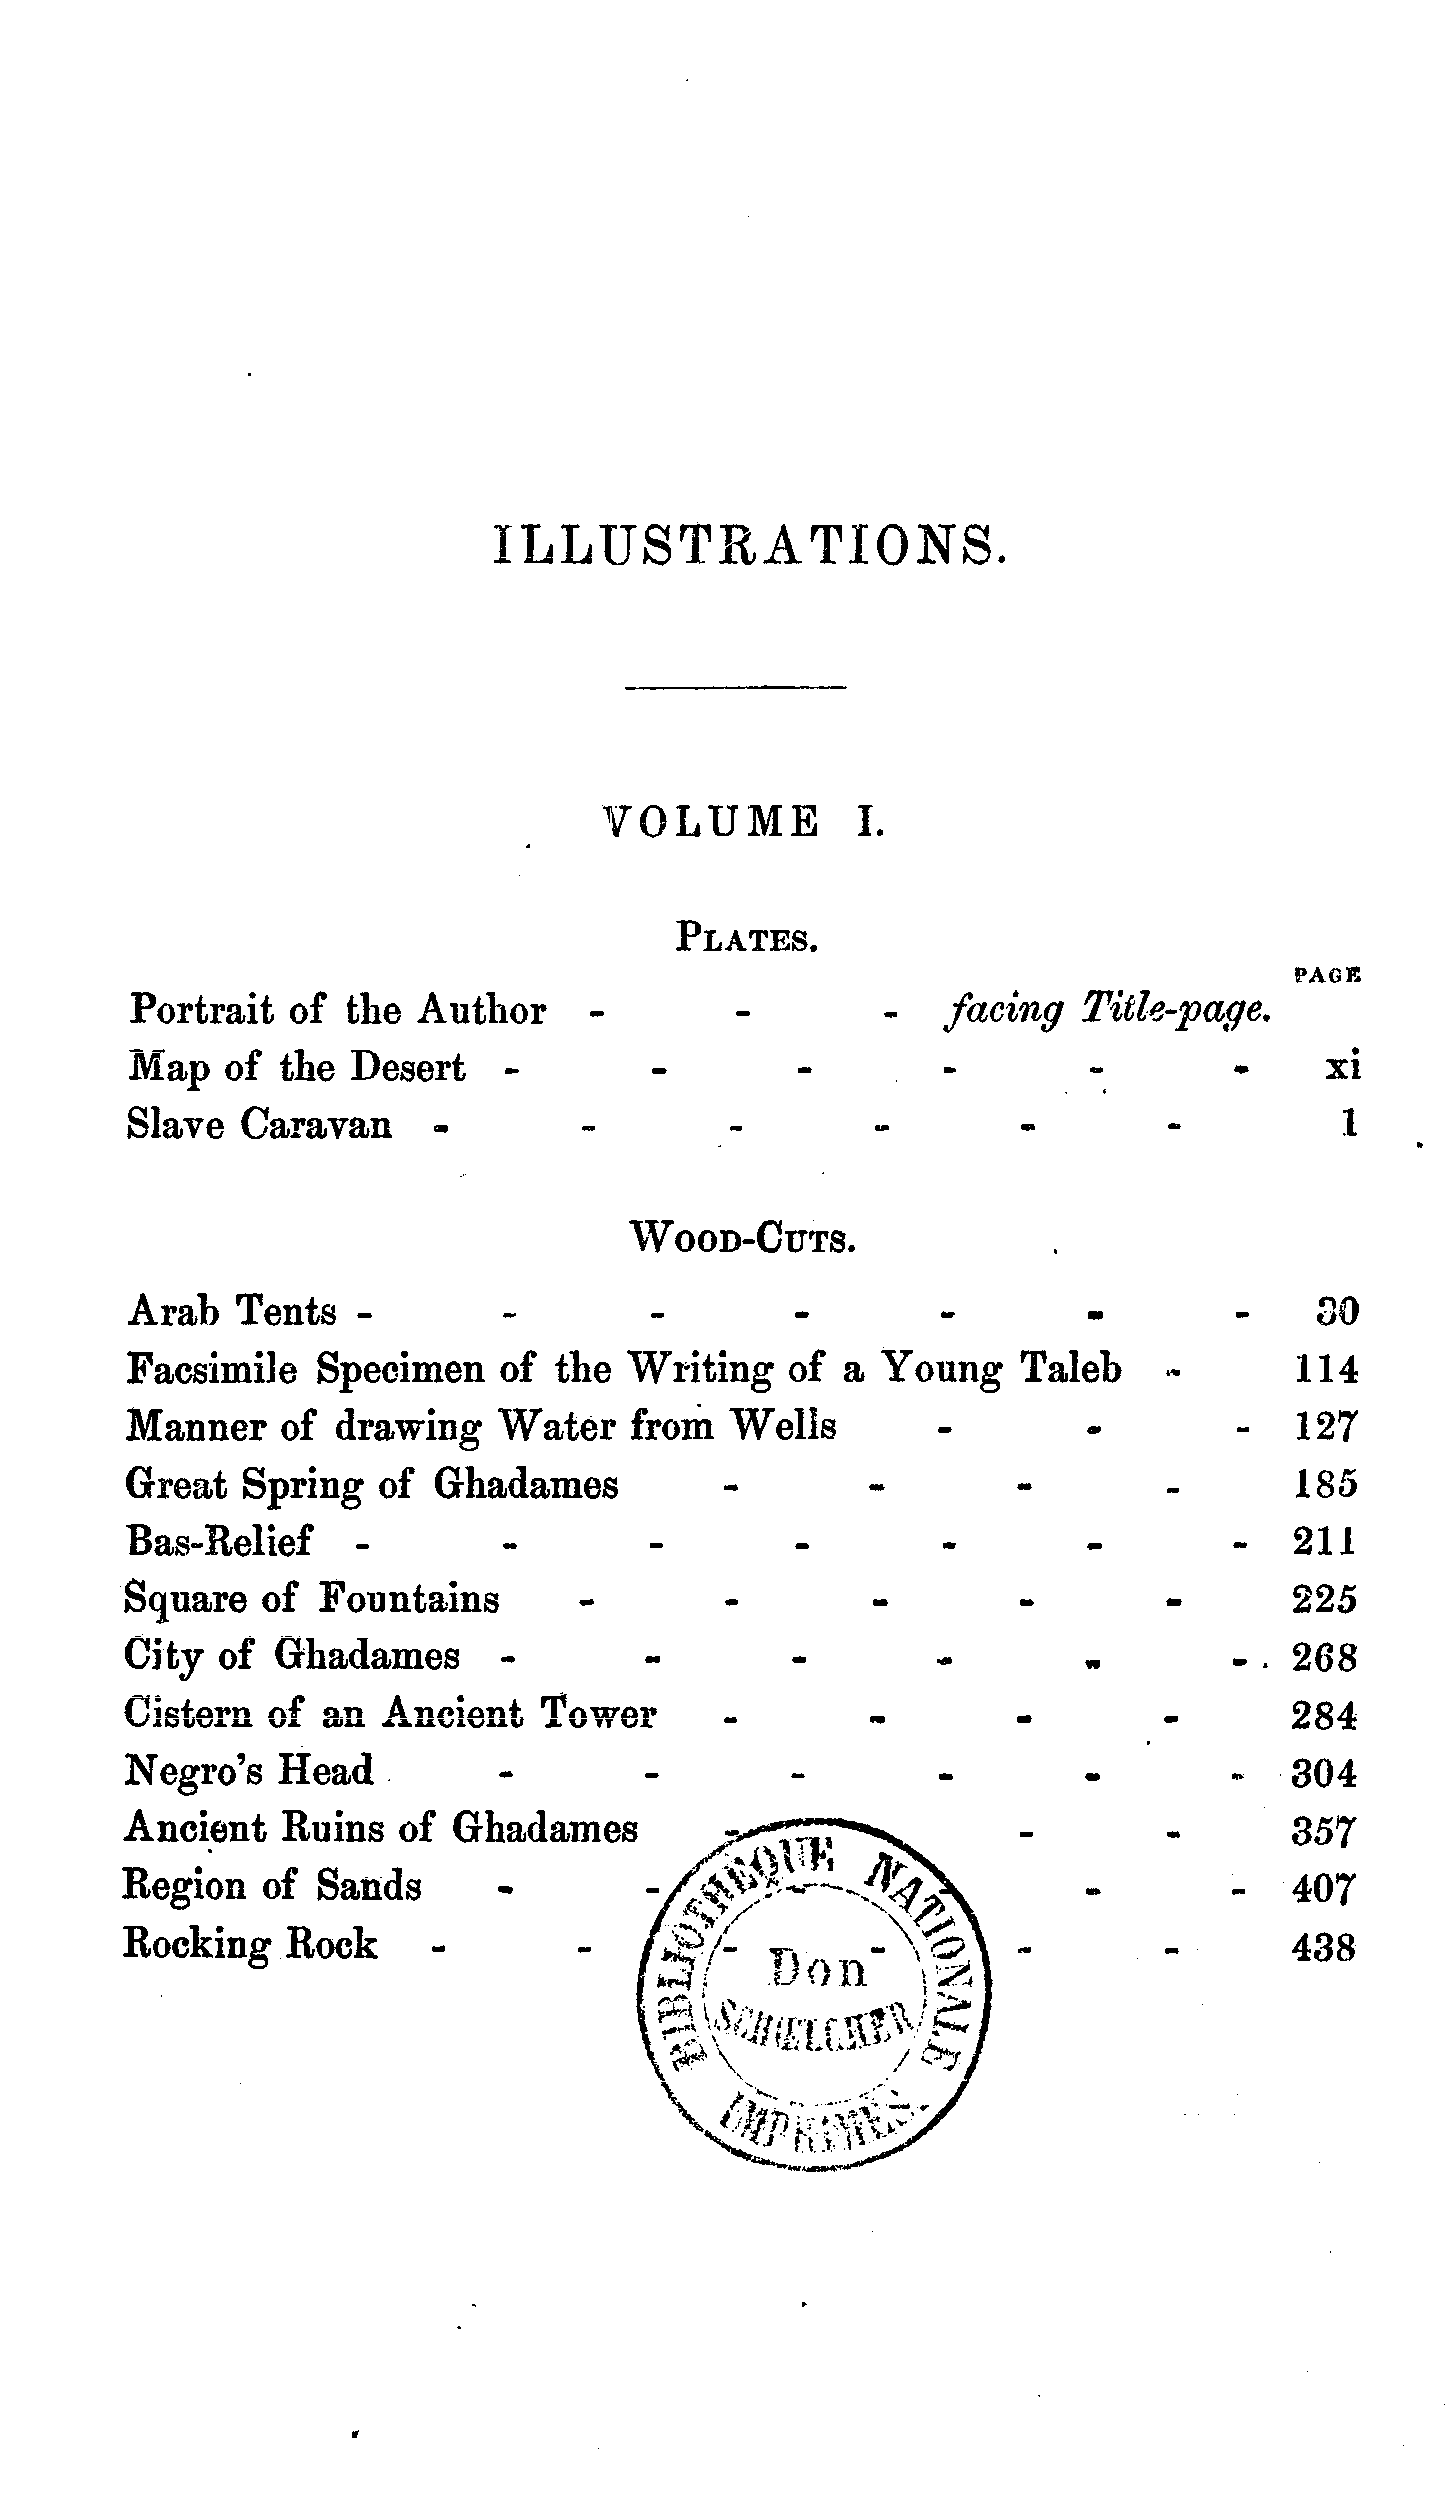 ILLUSTRATIONS.
VOLUME I.
PLATES.
PAGE
Portrait of the Author - - - facing Title-page.
Map of the Desert - - - - - - xi
Slave Caravan - - - - - - 1
WOOD-CUTS.
Arab Tents - - - - - - - 30
Facsimile Specimen of the Writing of a Young Taleb - 114
Manner of drawing Water from Wells - - - 127
Great Spring of Ghadames - - - - 185
Bas-Relief - - - - - - - 211
Square of Fountains - - - - - 225
City of Ghadames - - - - - - 268
Cistern of an Ancient Tower - - - - 284
Negro's Head - - - - - - 304
Ancient Ruins of Ghadames - - - 357
Region of Sands - - - - - 407
Rocking Rock - - - - - - 438
BIBLIOTHEQUE NATIONALE
Don
SCHŒLCHER
IMPRIMÉS.